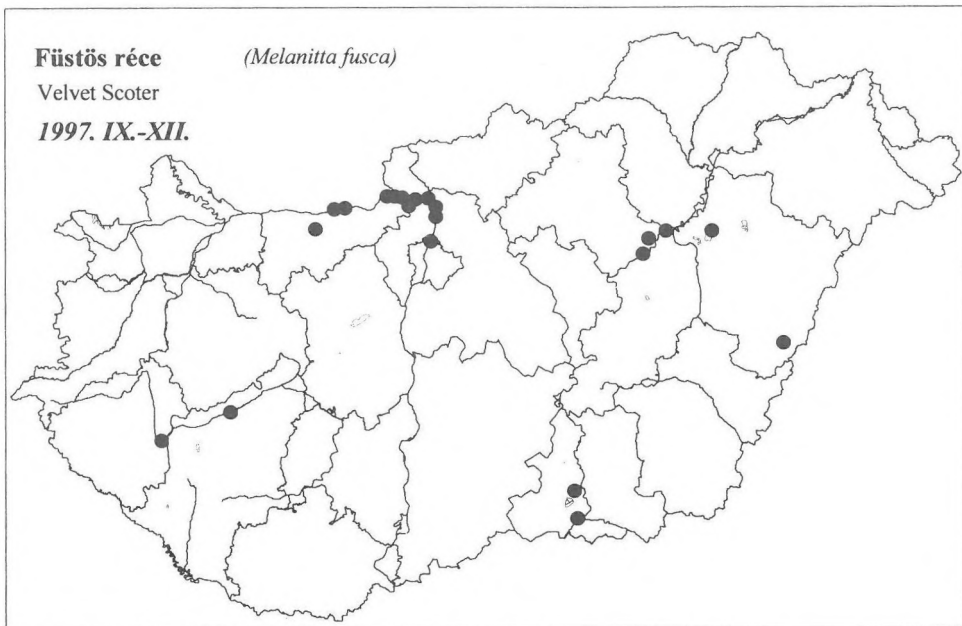 Füstös réce (Melanitta fusca)
Velvet Scoter
1997. IX.-XII.